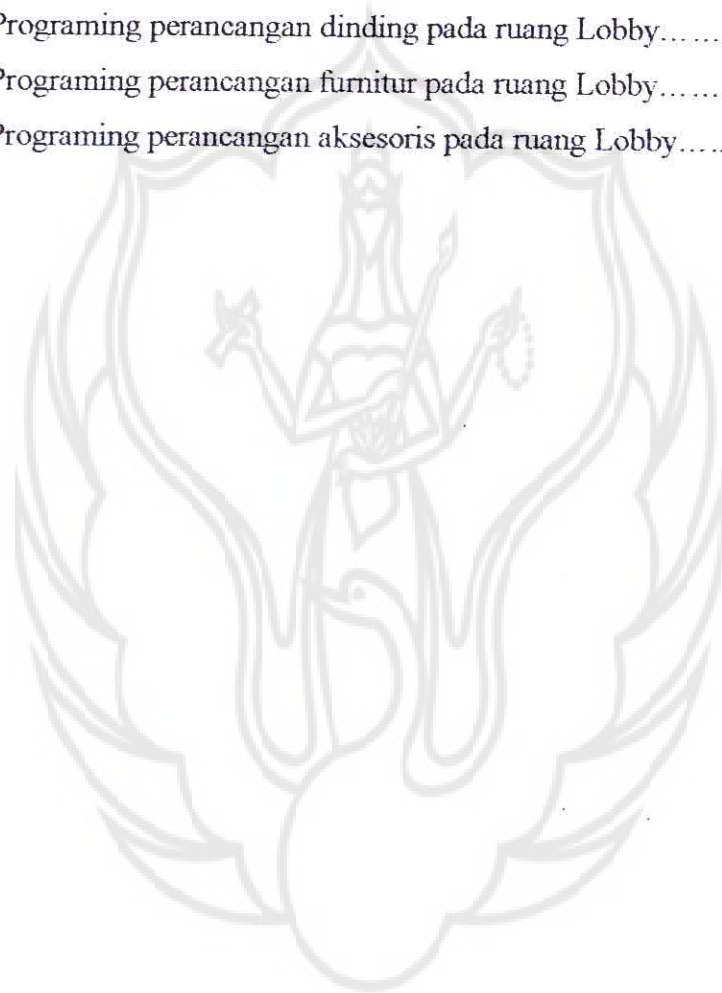 Programing perancangan dinding pada ruang Lobby……
Programing perancangan furnitur pada ruang Lobby……
Programing perancangan aksesoris pada ruang Lobby…..